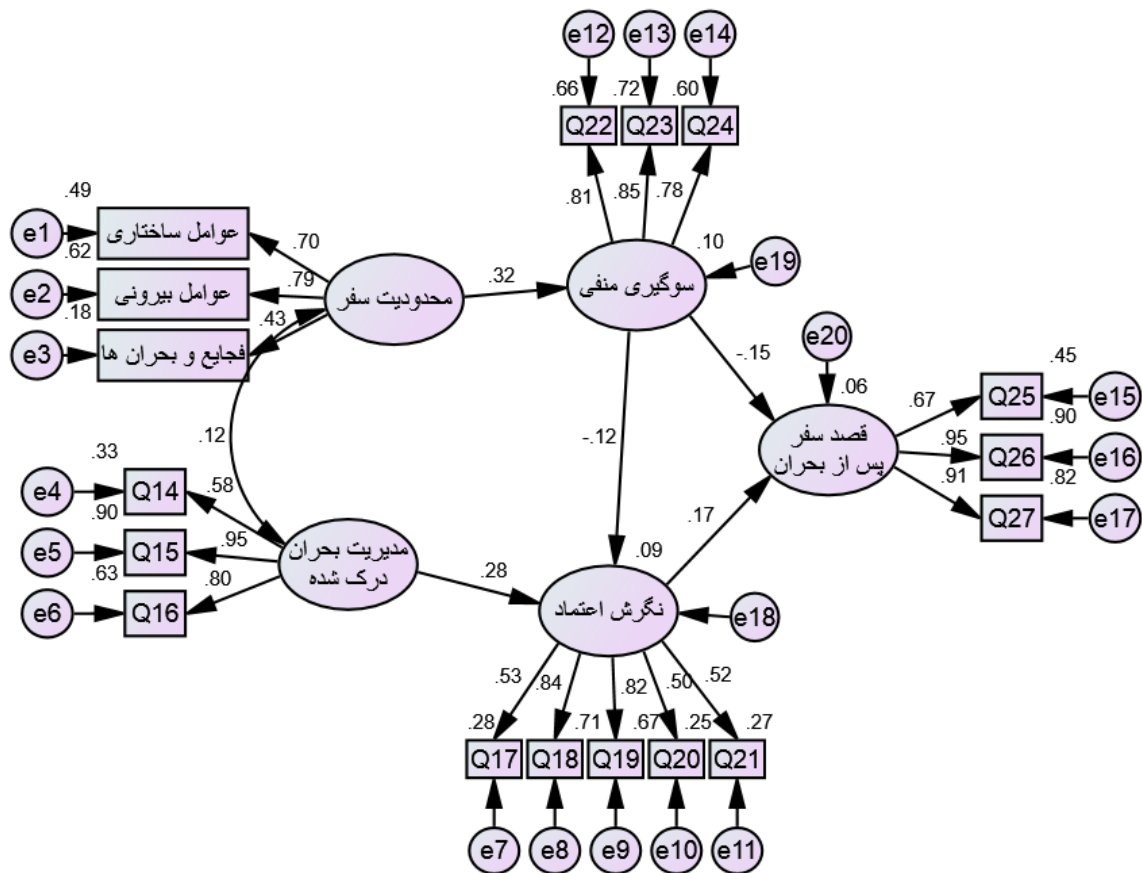 e12 e13 e14
.66 .72 .60
Q22 Q23 Q24
.81 .85 .78
.49
e1 عوامل ساختاری .70
.62
e2 عوامل بیرونی .79
.18
e3 فجایع و بحران ها .43
محدودیت سفر
.32
سوگیری منفی
.10
e19
-.15
-.12
.12
e20
.06
قصد سفر
پس از بحران
.67 Q25 .45 e15
.95 Q26 .90 e16
.91 Q27 .82 e17
.33
e4 Q14 .58
.90
e5 Q15 .95
.63
e6 Q16 .80
مدیریت بحران
درک شده
.28
.17
.09
نگرش اعتماد
e18
.53 .84 .82 .50 .52
.28 .71 .67 .25 .27
Q17 Q18 Q19 Q20 Q21
e7 e8 e9 e10 e11